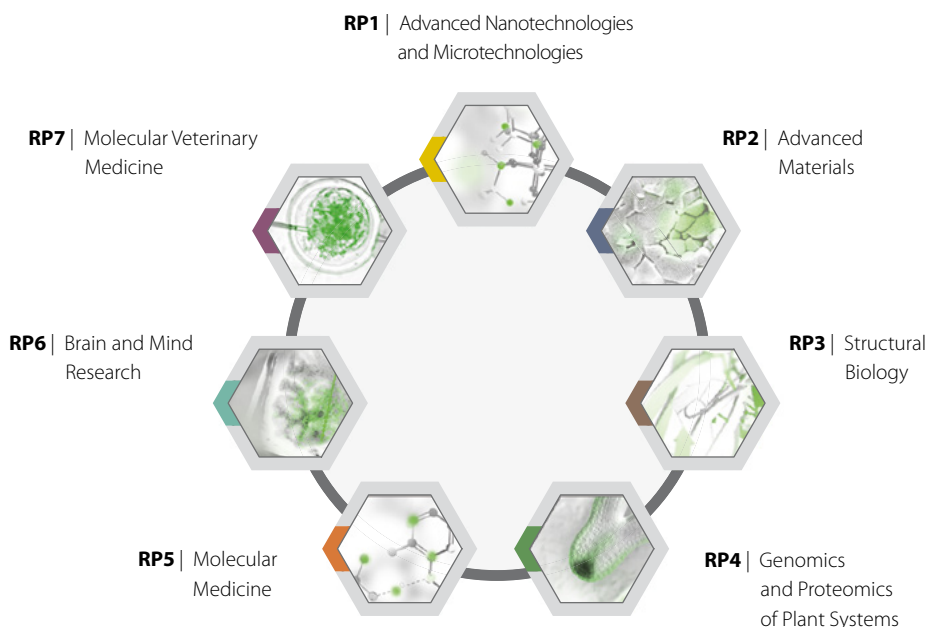 RP1 | Advanced Nanotechnologies
and Microtechnologies
RP2 | Advanced
Materials
RP3 | Structural
Biology
RP4 | Genomics
and Proteomics
of Plant Systems
RP5 | Molecular
Medicine
RP6 | Brain and Mind
Research
RP7 | Molecular Veterinary
Medicine